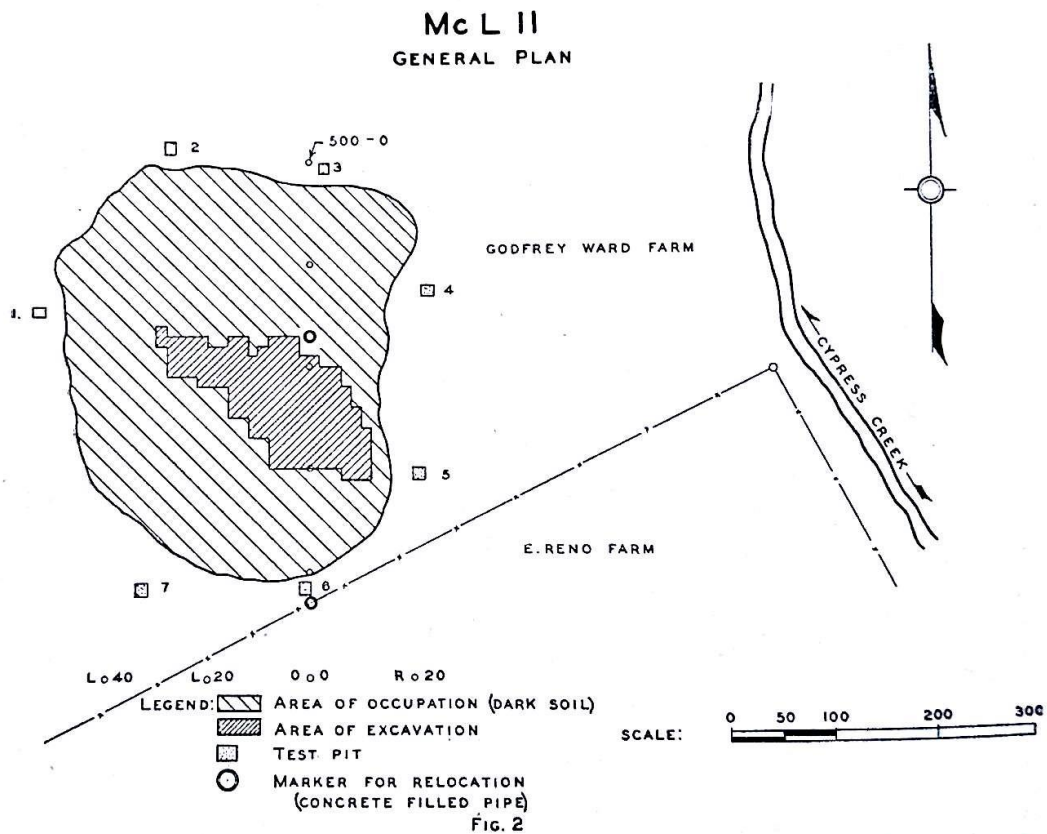 McL II
GENERAL PLAN
500-0
2
3
GODFREY WARD FARM
4
1.
CYPRESS CREEK
5
E. RENO FARM
7
6
L 40
L 20
0 0
R 20
LEGEND:
AREA OF OCCUPATION (DARK SOIL)
AREA OF EXCAVATION
TEST PIT
MARKER FOR RELOCATION
(CONCRETE FILLED PIPE)
SCALE:
0 50 100 200 300
FIG. 2